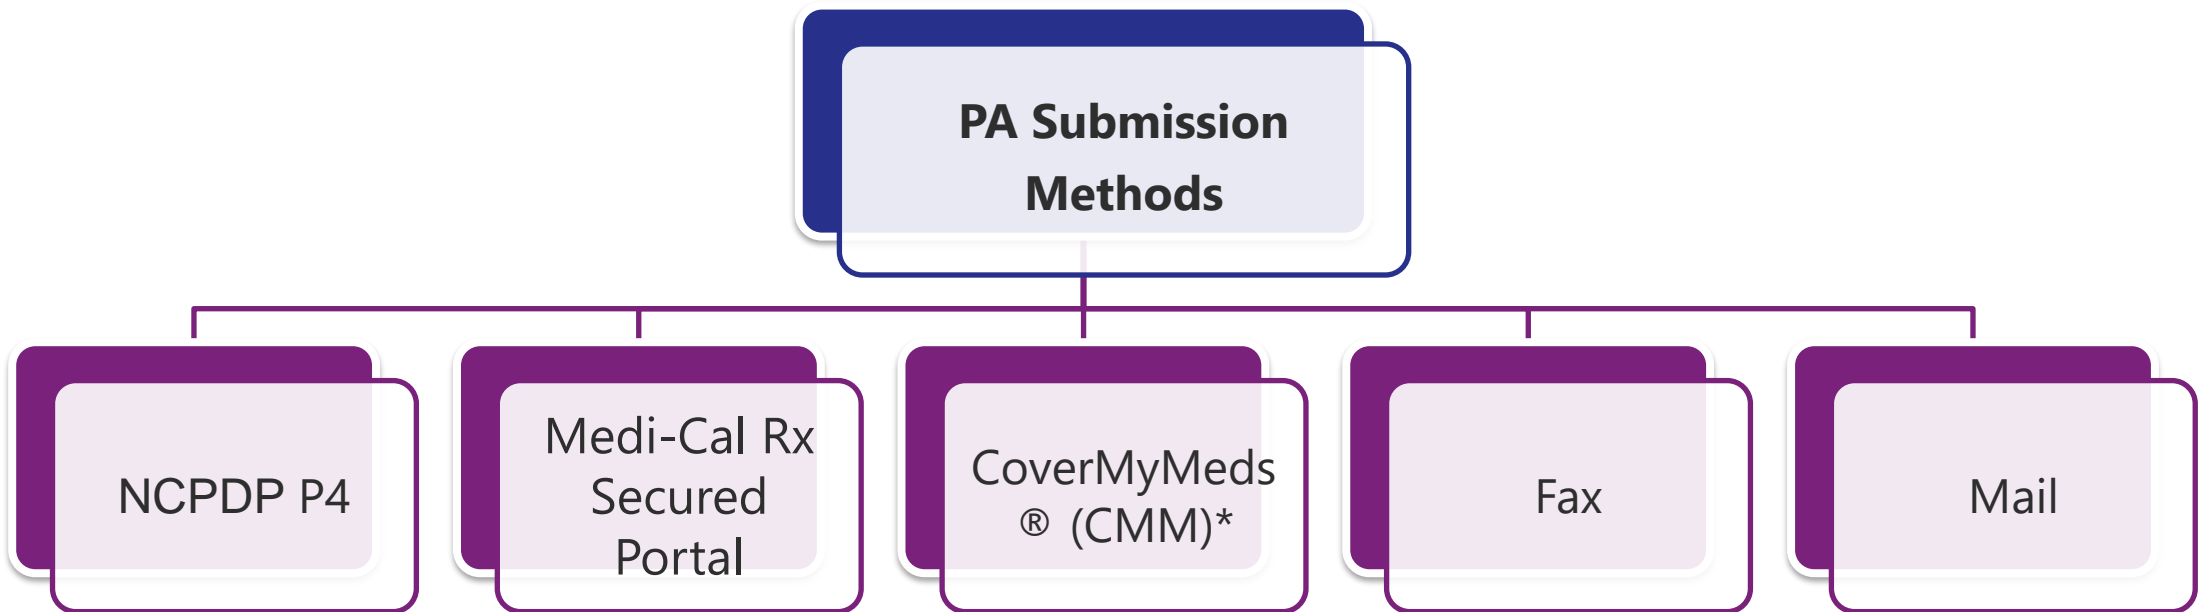 PA Submission
Methods
NCPDP P4
Medi-Cal Rx
Secured
Portal
CoverMyMeds
® (CMM)*
Fax
Mail